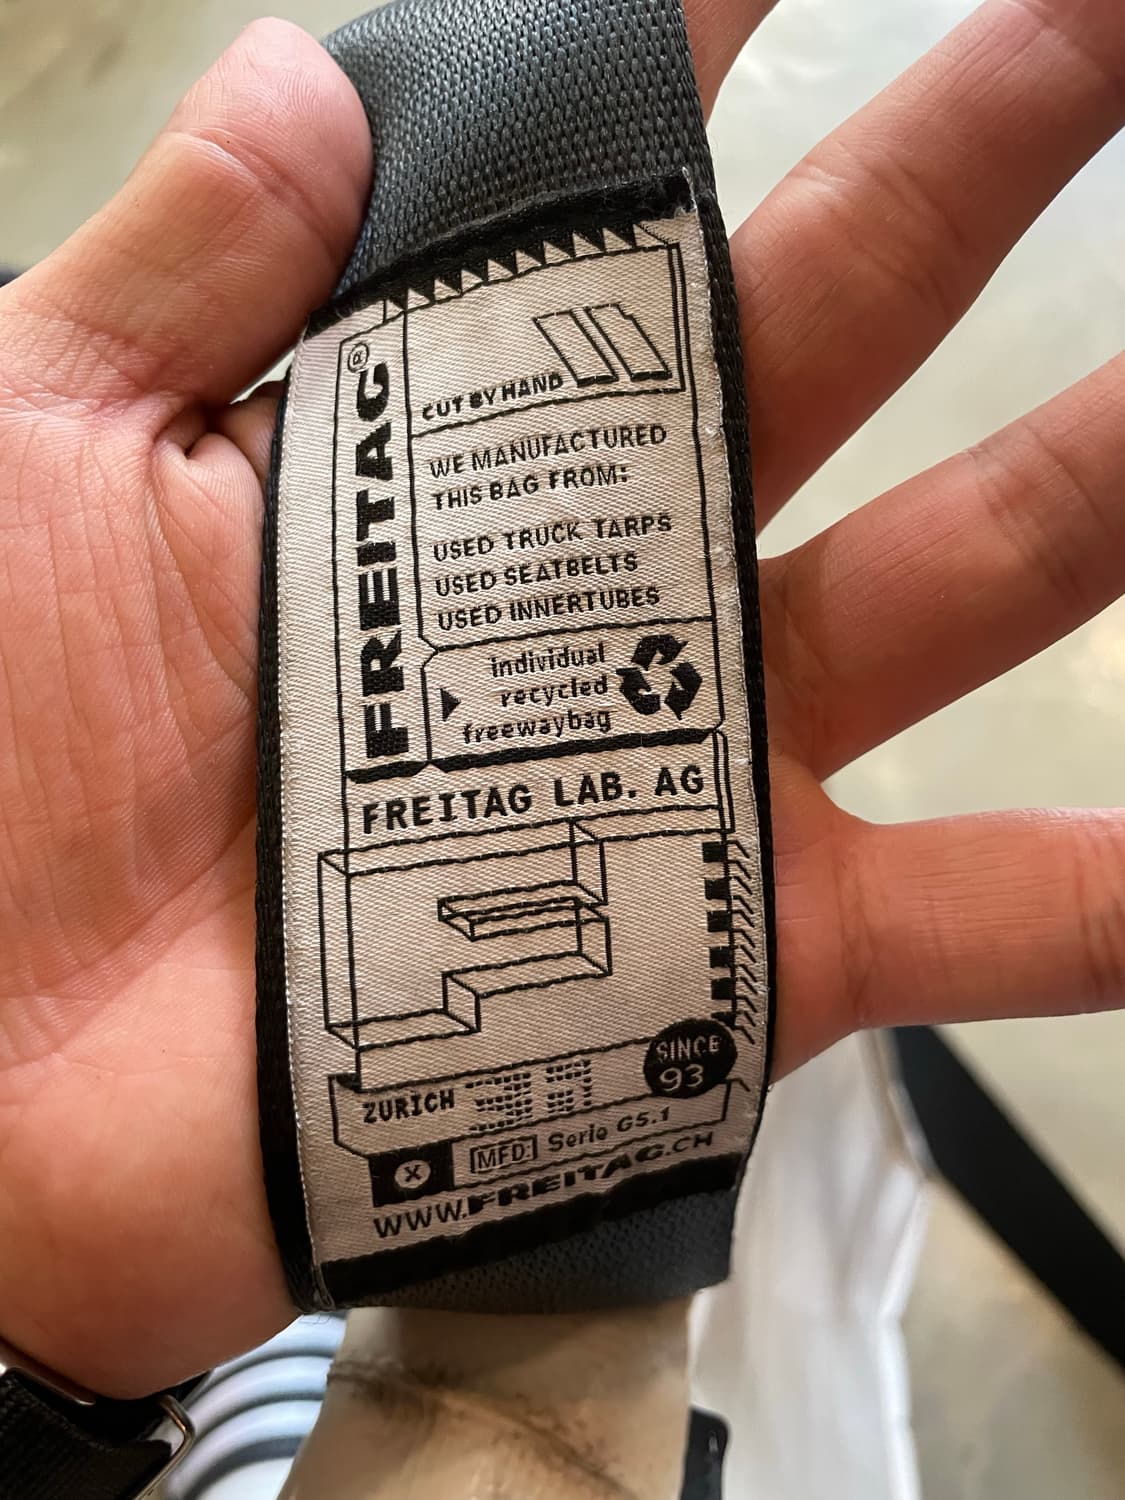 FREITAG®
CUT BY HAND
WE MANUFACTURED
THIS BAG FROM:
USED TRUCK TARPS
USED SEATBELTS
USED INNERTUBES
individual
recycled
freewaybag
FREITAG LAB. AG
SINCE
93
ZURICH
X
MFD: Serie G5.1
WWW.FREITAG.CH